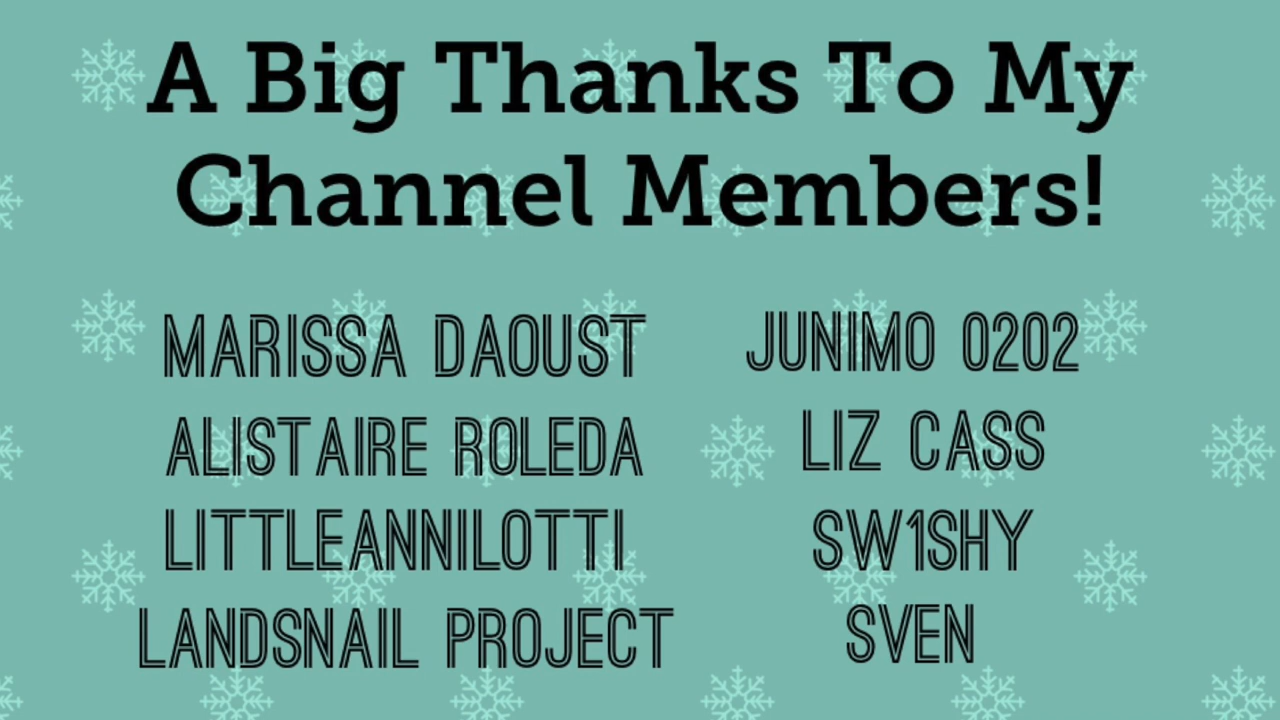 A Big Thanks To My
Channel Members!
MARISSA DAOUST
ALISTAIRE ROLEDA
LITTLEANNILOTTI
LANDSNAIL PROJECT
JUNIMO 0202
LIZ CASS
SW1SHY
SVEN